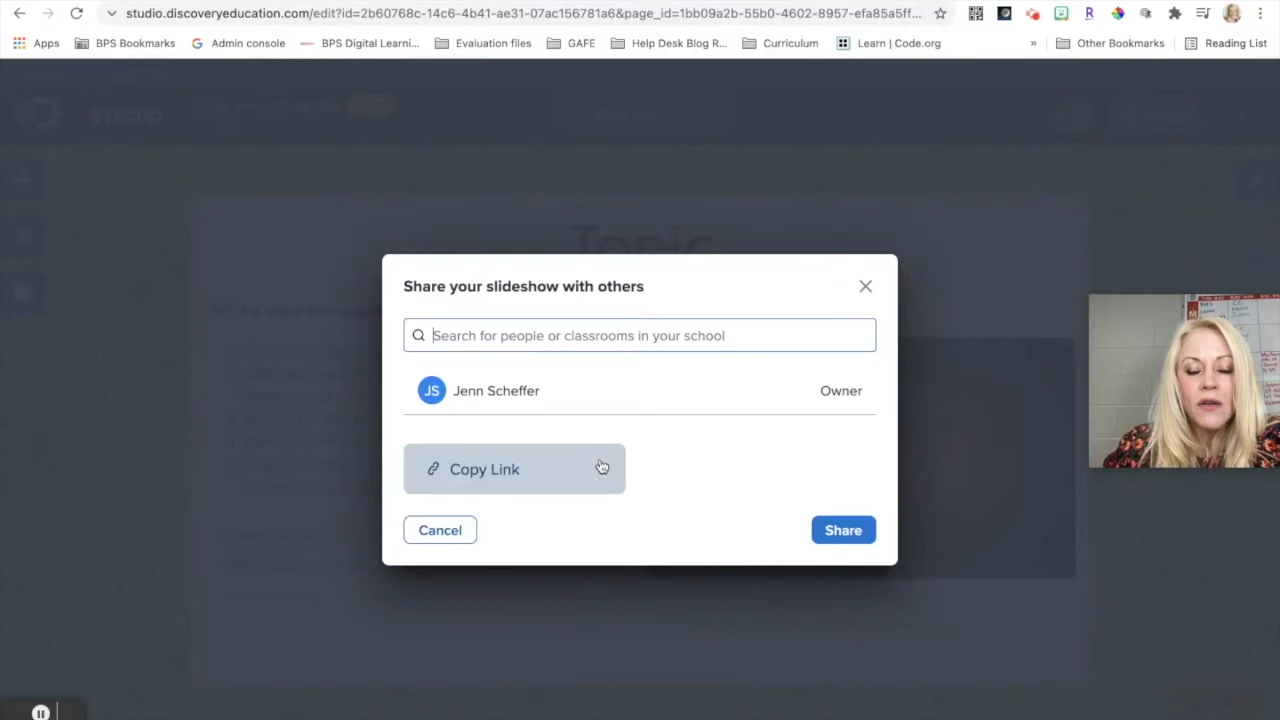 studio.discoveryeducation.com/edit?id=2b60768c-14c6-4b41-ae31-07ac156781a6&page_id=1bb09a2b-55b0-4602-8957-efa85a5ff...
Apps BPS Bookmarks Admin console BPS Digital Learni... Evaluation files GAFE Help Desk Blog R... Curriculum Learn | Code.org » Other Bookmarks Reading List
Topic
Share your slideshow with others
Search for people or classrooms in your school
JS Jenn Scheffer Owner
Copy Link
Cancel Share